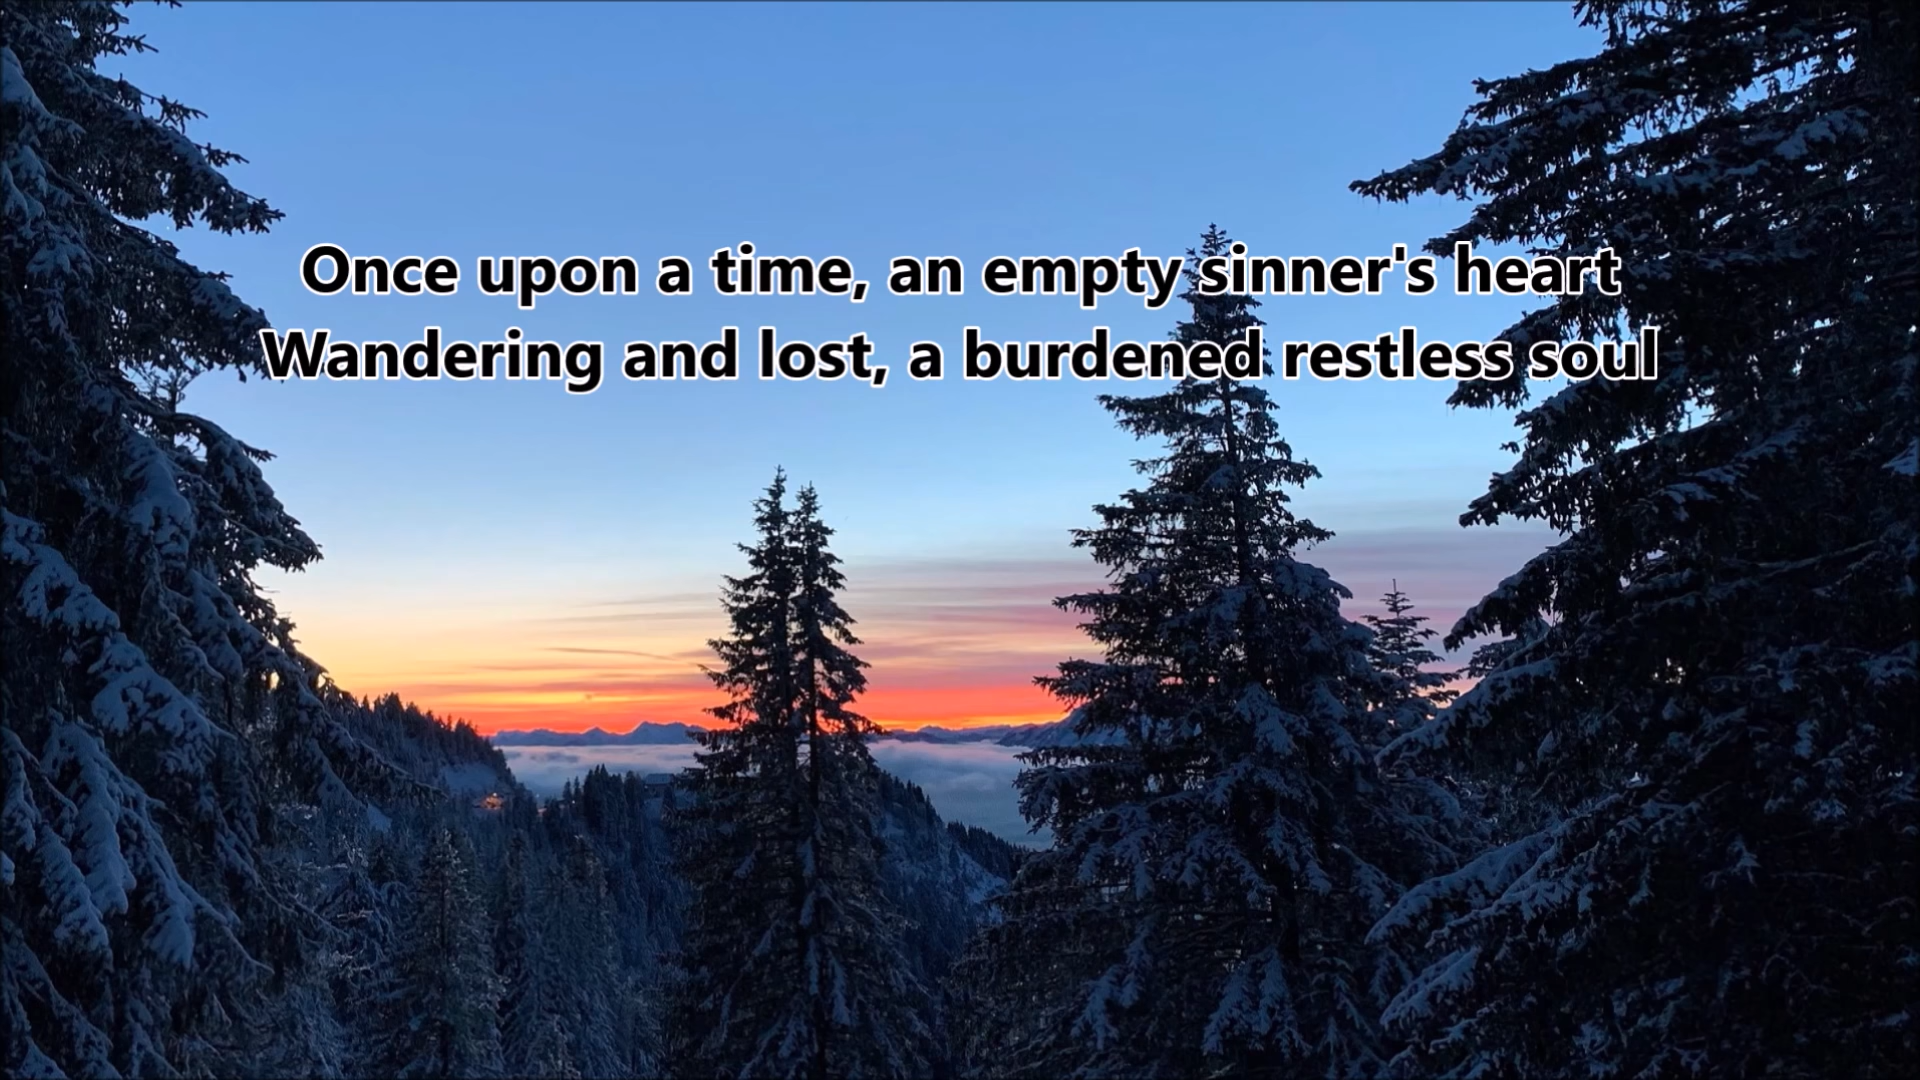 Once upon a time, an empty sinner's heart
Wandering and lost, a burdened restless soul